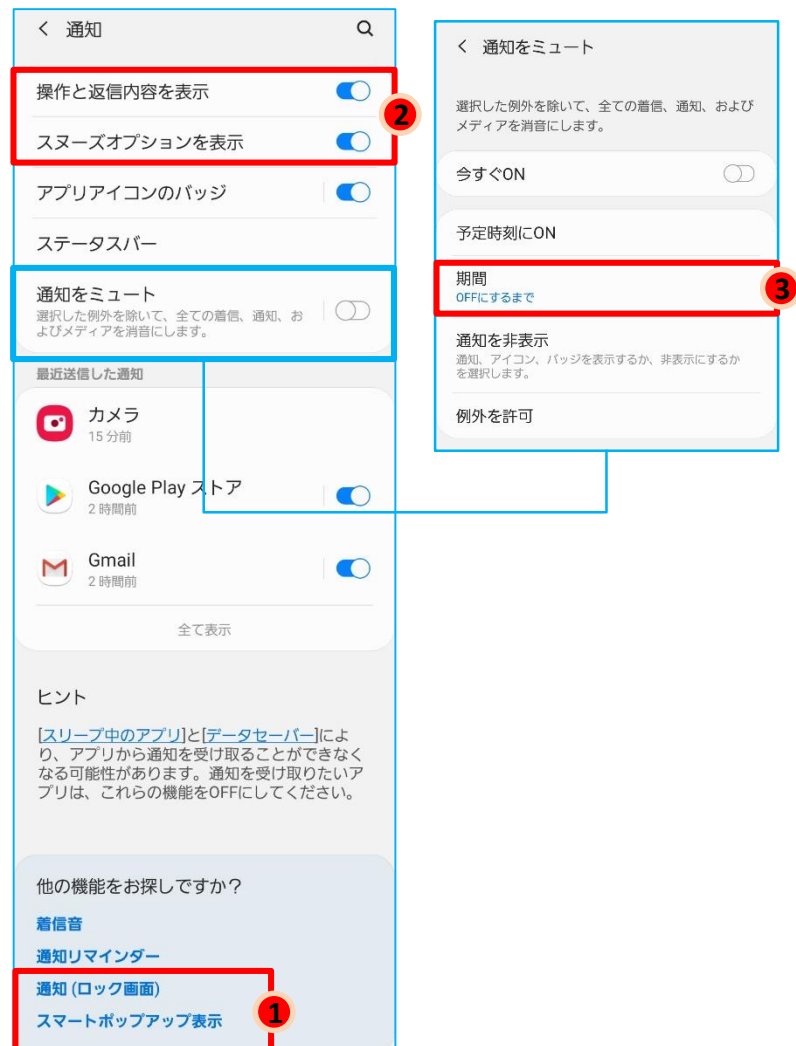 通知
操作と返信内容を表示
スヌーズオプションを表示
2
アプリアイコンのバッジ
ステータスバー
通知をミュート
選択した例外を除いて、全ての着信、通知、お
よびメディアを消音にします。
最近送信した通知
カメラ
15 分前
Google Play ストア
2 時間前
Gmail
2 時間前
全て表示
ヒント
[スリープ中のアプリ]と[データセーバー]によ
り、アプリから通知を受け取ることができなく
なる可能性があります。通知を受け取りたいア
プリは、これらの機能をOFFにしてください。
他の機能をお探しですか？
着信音
通知リマインダー
通知 (ロック画面)
スマートポップアップ表示
1
通知をミュート
選択した例外を除いて、全ての着信、通知、および
メディアを消音にします。
今すぐON
予定時刻にON
期間
OFFにするまで
3
通知を非表示
通知、アイコン、バッジを表示するか、非表示にするか
を選択します。
例外を許可